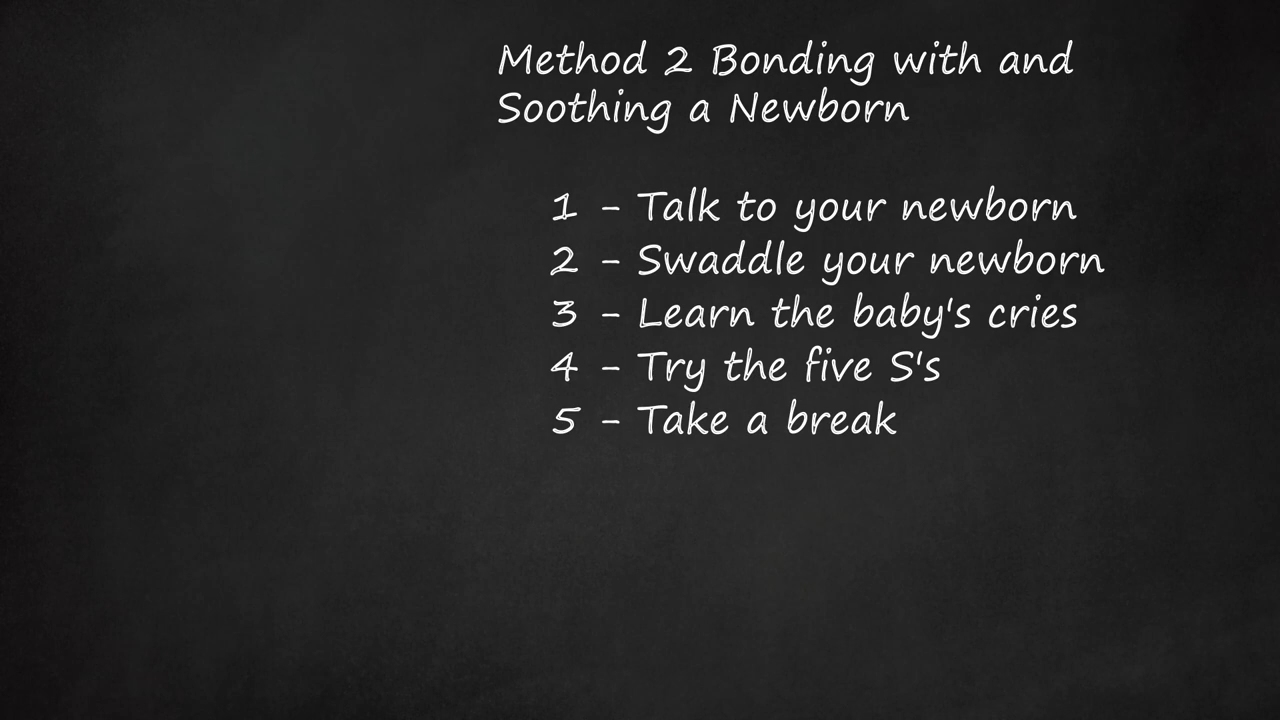 Method 2 Bonding with and
Soothing a Newborn
1 - Talk to your newborn
2 - Swaddle your newborn
3 - Learn the baby's cries
4 - Try the five S's
5 - Take a break